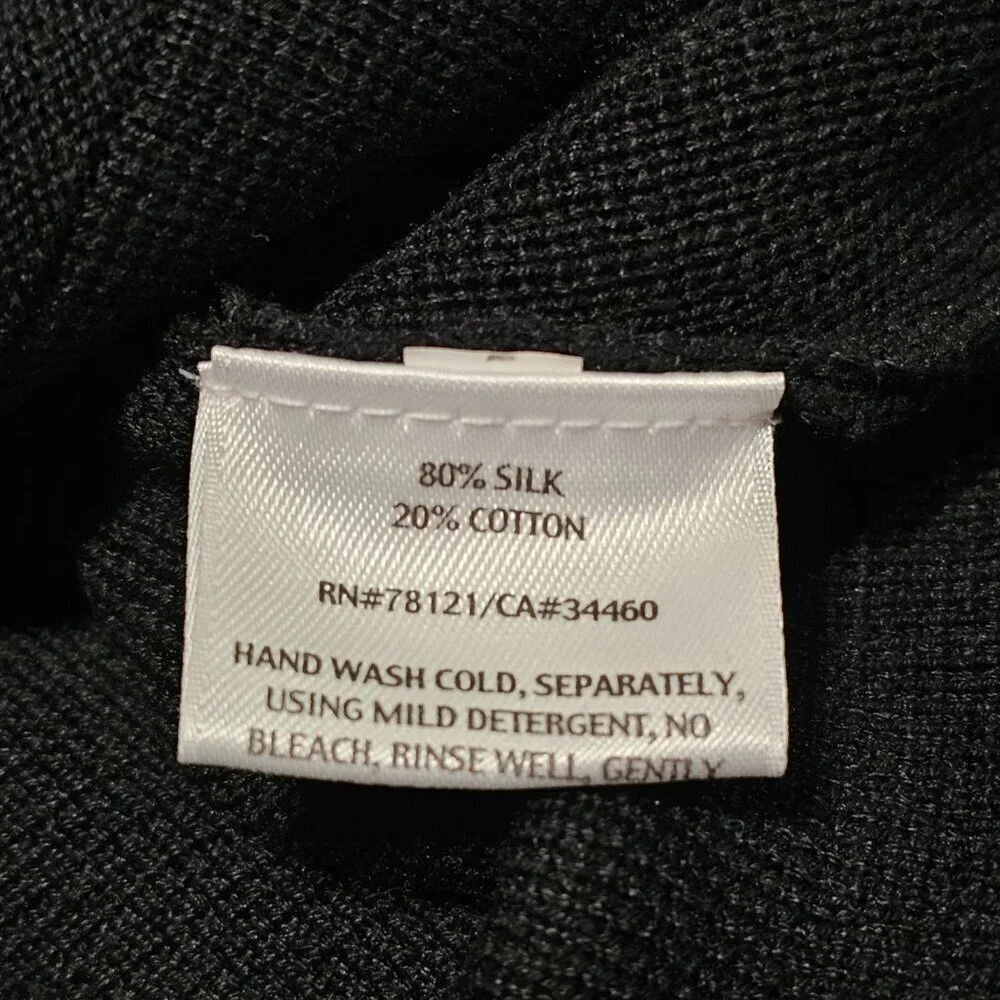 80% SILK
20% COTTON
RN#78121/CA#34460
HAND WASH COLD, SEPARATELY,
USING MILD DETERGENT, NO
BLEACH, RINSE WELL, GENTLY